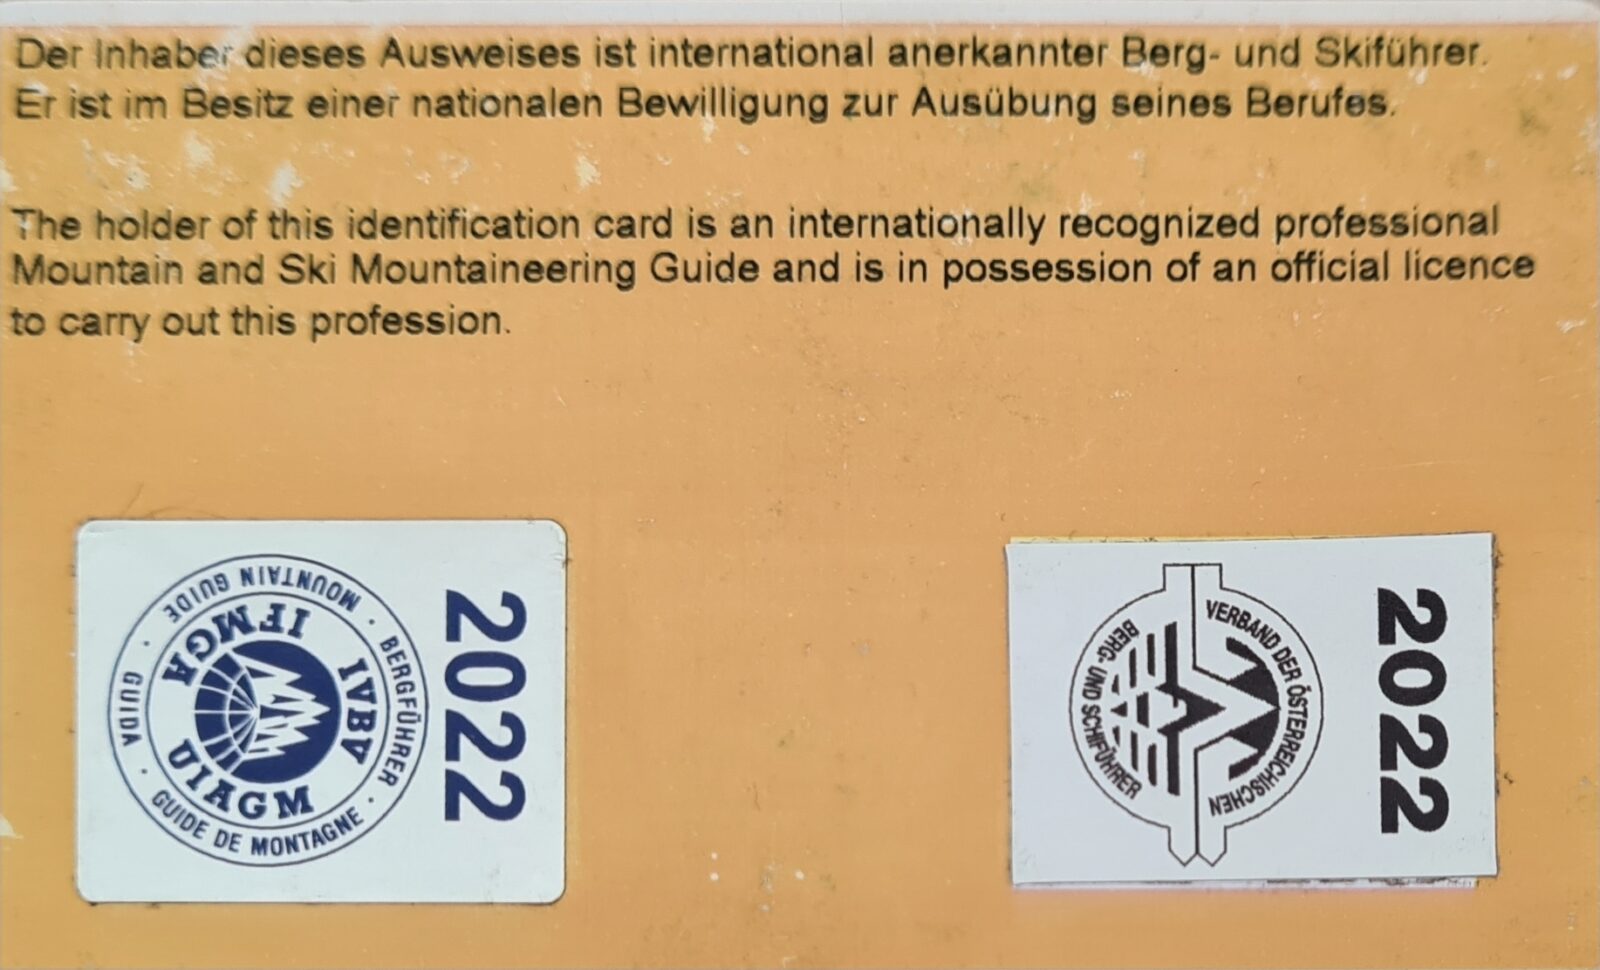 Der Inhaber dieses Ausweises ist international anerkannter Berg- und Skiführer.
Er ist im Besitz einer nationalen Bewilligung zur Ausübung seines Berufes.
The holder of this identification card is an internationally recognized professional
Mountain and Ski Mountaineering Guide and is in possession of an official licence
to carry out this profession.
MOUNTAIN GUIDE · BERGFÜHRER · GUIDE DE MONTAGNE · GUIDA ·
IFMGA IVBV UIAGM
2022
VERBAND DER ÖSTERREICHISCHEN
BERG- UND SCHIFÜHRER
2022